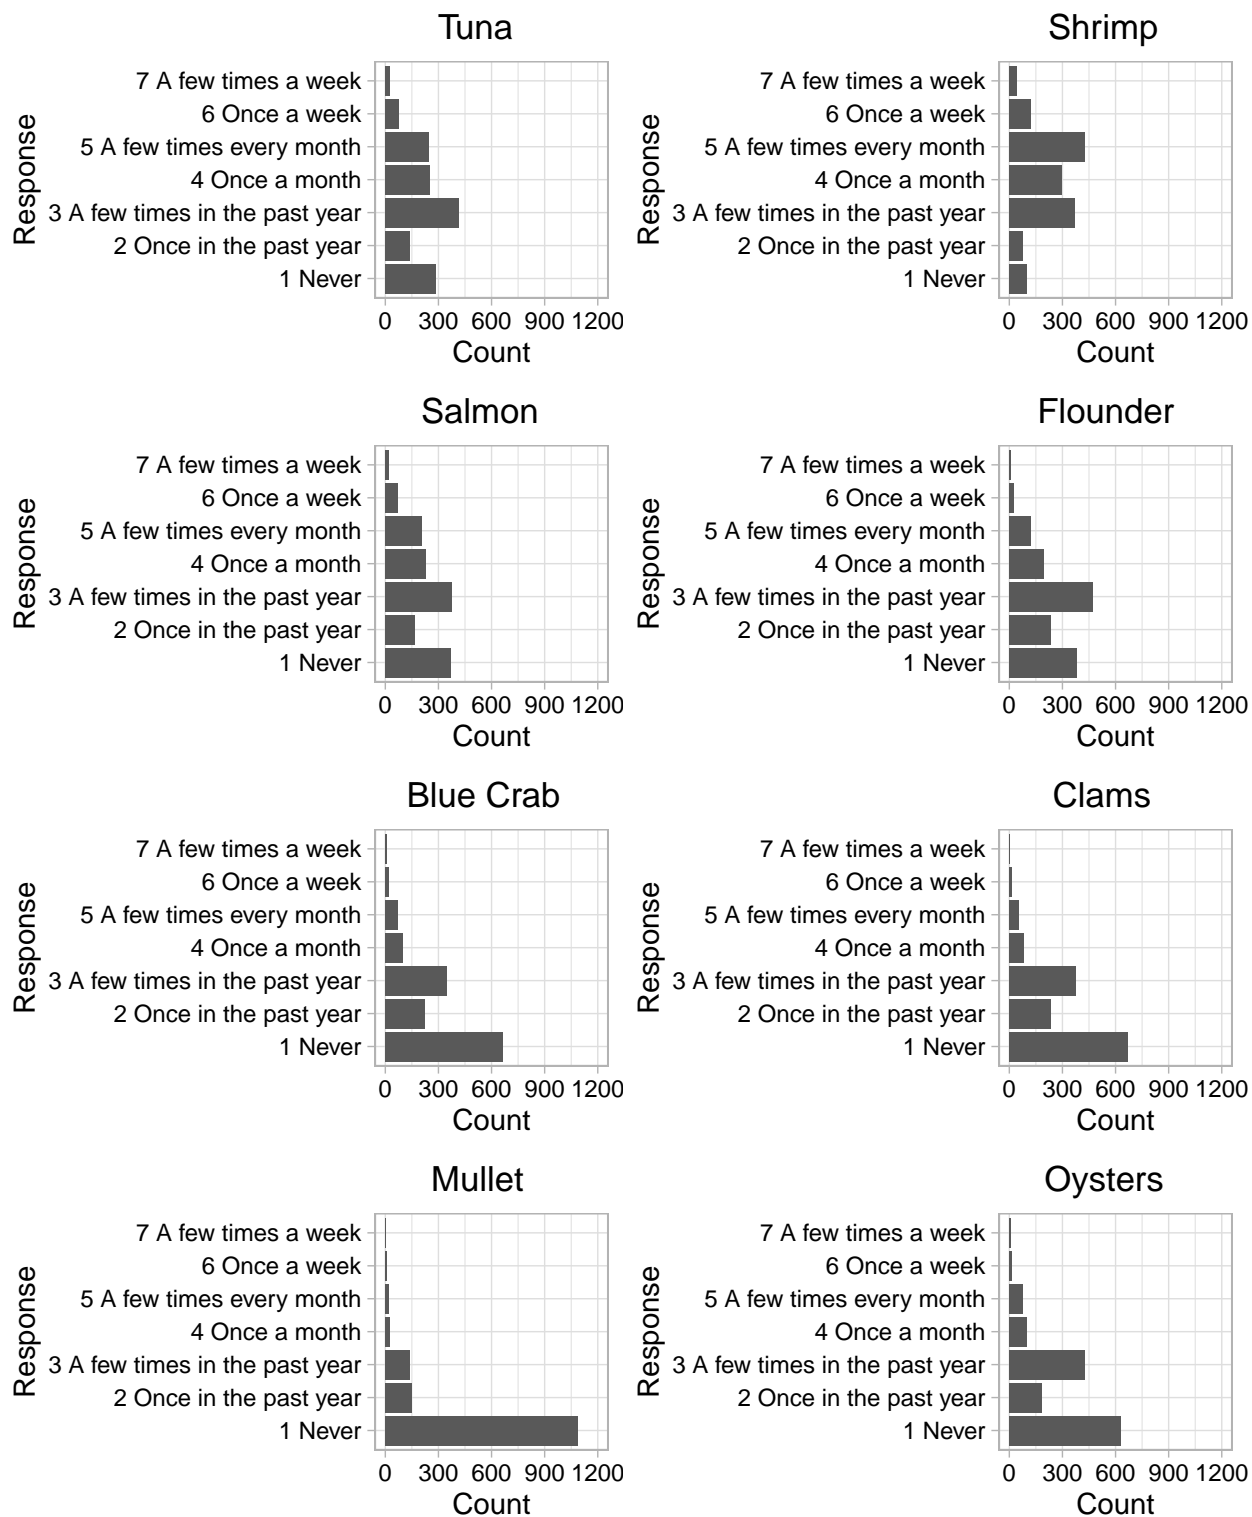 Tuna
Response
7 A few times a week
6 Once a week
5 A few times every month
4 Once a month
3 A few times in the past year
2 Once in the past year
1 Never
0 300 600 900 1200
Count
Shrimp
Response
7 A few times a week
6 Once a week
5 A few times every month
4 Once a month
3 A few times in the past year
2 Once in the past year
1 Never
0 300 600 900 1200
Count
Salmon
Response
7 A few times a week
6 Once a week
5 A few times every month
4 Once a month
3 A few times in the past year
2 Once in the past year
1 Never
0 300 600 900 1200
Count
Flounder
Response
7 A few times a week
6 Once a week
5 A few times every month
4 Once a month
3 A few times in the past year
2 Once in the past year
1 Never
0 300 600 900 1200
Count
Blue Crab
Response
7 A few times a week
6 Once a week
5 A few times every month
4 Once a month
3 A few times in the past year
2 Once in the past year
1 Never
0 300 600 900 1200
Count
Clams
Response
7 A few times a week
6 Once a week
5 A few times every month
4 Once a month
3 A few times in the past year
2 Once in the past year
1 Never
0 300 600 900 1200
Count
Mullet
Response
7 A few times a week
6 Once a week
5 A few times every month
4 Once a month
3 A few times in the past year
2 Once in the past year
1 Never
0 300 600 900 1200
Count
Oysters
Response
7 A few times a week
6 Once a week
5 A few times every month
4 Once a month
3 A few times in the past year
2 Once in the past year
1 Never
0 300 600 900 1200
Count